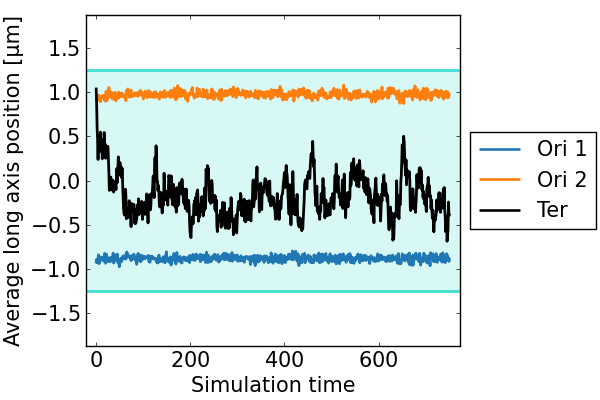 Average long axis position [μm]
1.5
1.0
0.5
0.0
−0.5
−1.0
−1.5
0
200
400
600
Simulation time
Ori 1
Ori 2
Ter